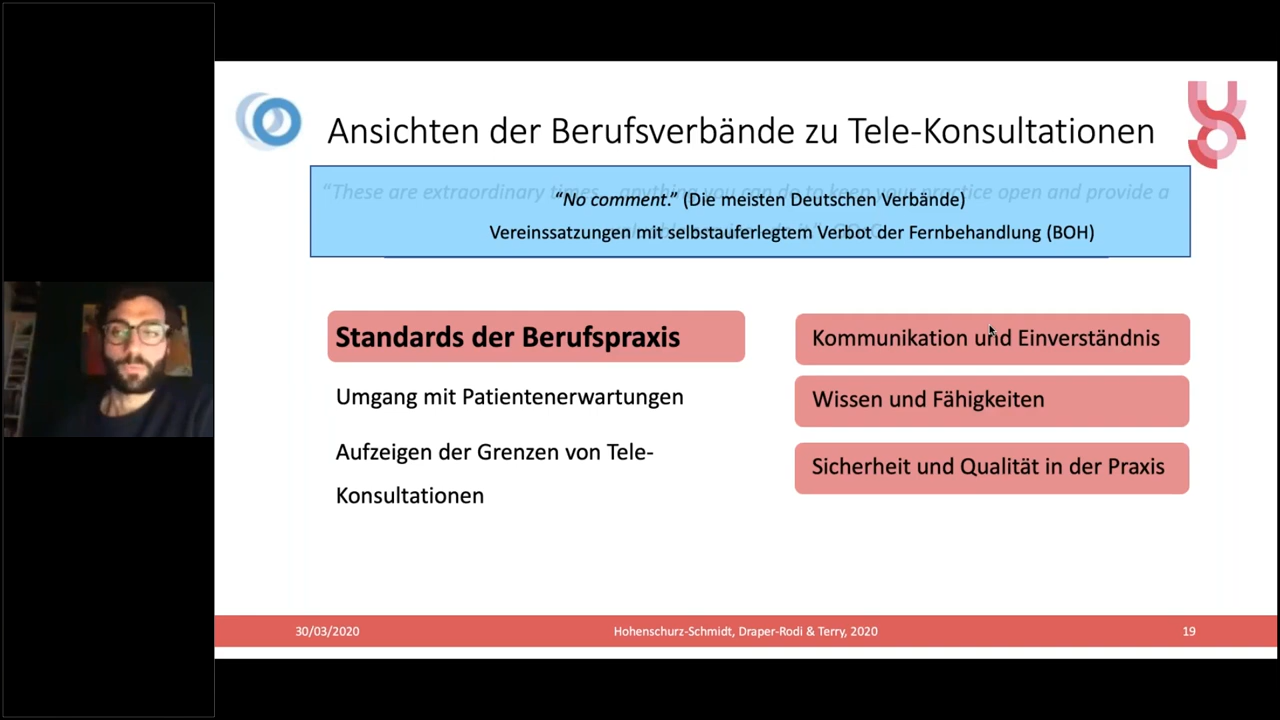 Ansichten der Berufsverbände zu Tele-Konsultationen
“These are extraordinary times... anything you can do to keep your practice open and provide a
“No comment.” (Die meisten Deutschen Verbände)
Vereinssatzungen mit selbstauferlegtem Verbot der Fernbehandlung (BOH)
Standards der Berufspraxis
Umgang mit Patientenerwartungen
Aufzeigen der Grenzen von Tele-
Konsultationen
Kommunikation und Einverständnis
Wissen und Fähigkeiten
Sicherheit und Qualität in der Praxis
30/03/2020
Hohenschurz-Schmidt, Draper-Rodi & Terry, 2020
19